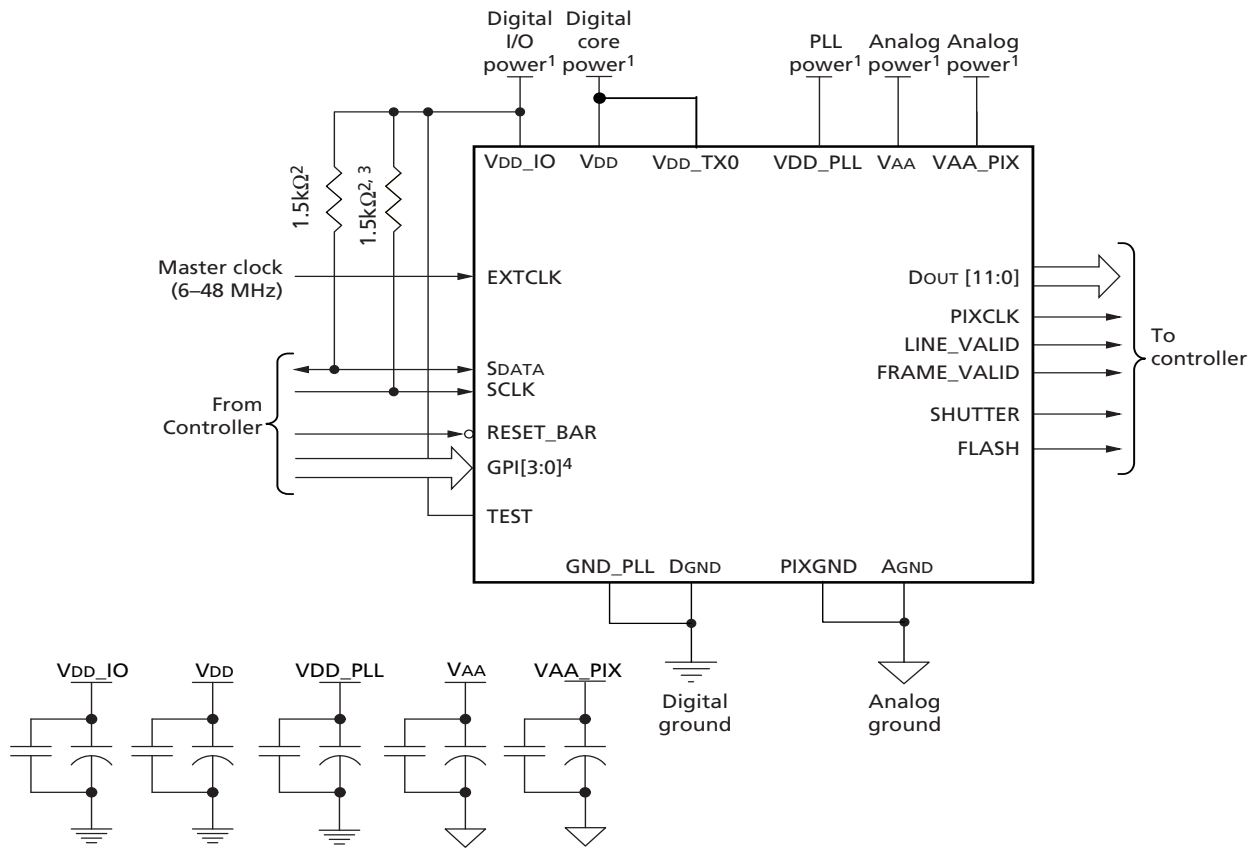 Digital
I/O
power¹
Digital
core
power¹
PLL
power¹
Analog
power¹
Analog
power¹
VDD_IO
VDD
VDD_TX0
VDD_PLL
VAA
VAA_PIX
1.5kΩ²
1.5kΩ², ³
Master clock
(6–48 MHz)
EXTCLK
SDATA
SCLK
RESET_BAR
GPI[3:0]⁴
TEST
From
Controller
DOUT [11:0]
PIXCLK
LINE_VALID
FRAME_VALID
SHUTTER
FLASH
To
controller
GND_PLL
DGND
PIXGND
AGND
Digital
ground
Analog
ground
VDD_IO
VDD
VDD_PLL
VAA
VAA_PIX